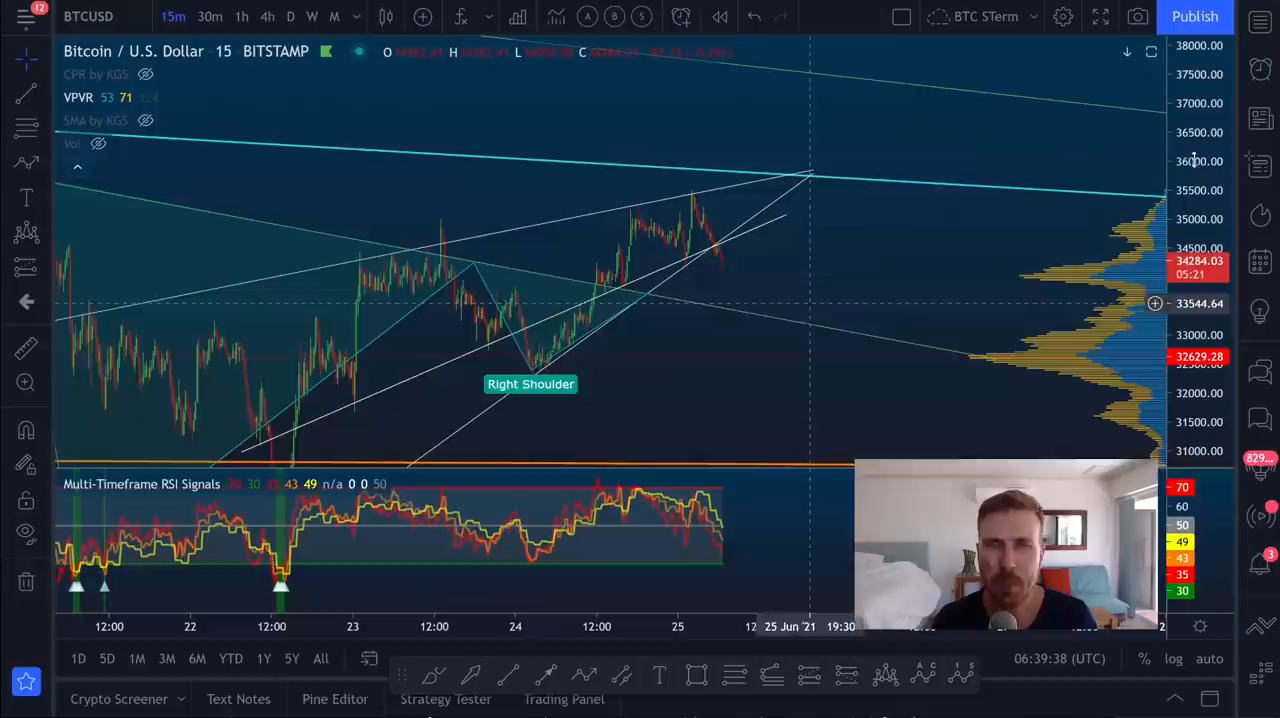 12
BTCUSD 15m 30m 1h 4h D W M A B S BTC STerm Publish
Bitcoin / U.S. Dollar 15 BITSTAMP O H L C
CPR by KGS
VPVR 53 71 124
SMA by KGS
Vol
38000.00
37500.00
37000.00
36500.00
36000.00
35500.00
35000.00
34500.00
34284.03
05:21
33544.64
33000.00
32629.28
32000.00
31000.00
Right Shoulder
829...
3
Multi-Timeframe RSI Signals 70 30 35 43 49 n/a 0 0 50
70
60
50
49
43
35
30
12:00 22 12:00 23 12:00 24 12:00 25 25 Jun '21 19:30
1D 5D 1M 3M 6M YTD 1Y 5Y All 06:39:38 (UTC) % log auto
Crypto Screener Text Notes Pine Editor Strategy Tester Trading Panel